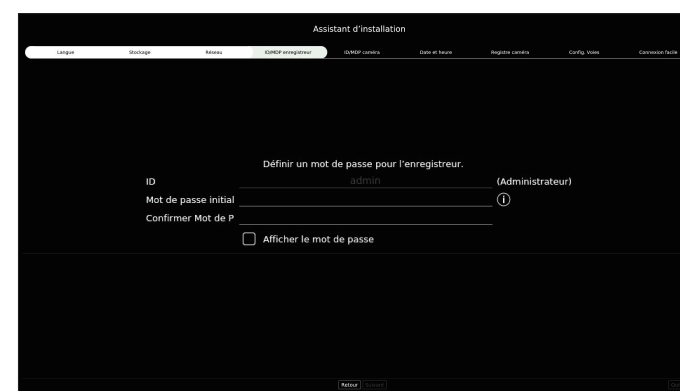 Assistant d'installation
Langue Stockage Réseau ID/MDP enregistreur ID/MDP caméra Date et heure Registre caméra Config. Voies Connexion facile
Définir un mot de passe pour l'enregistreur.
ID admin (Administrateur)
Mot de passe initial
Confirmer Mot de P
Afficher le mot de passe
Retour Suivant